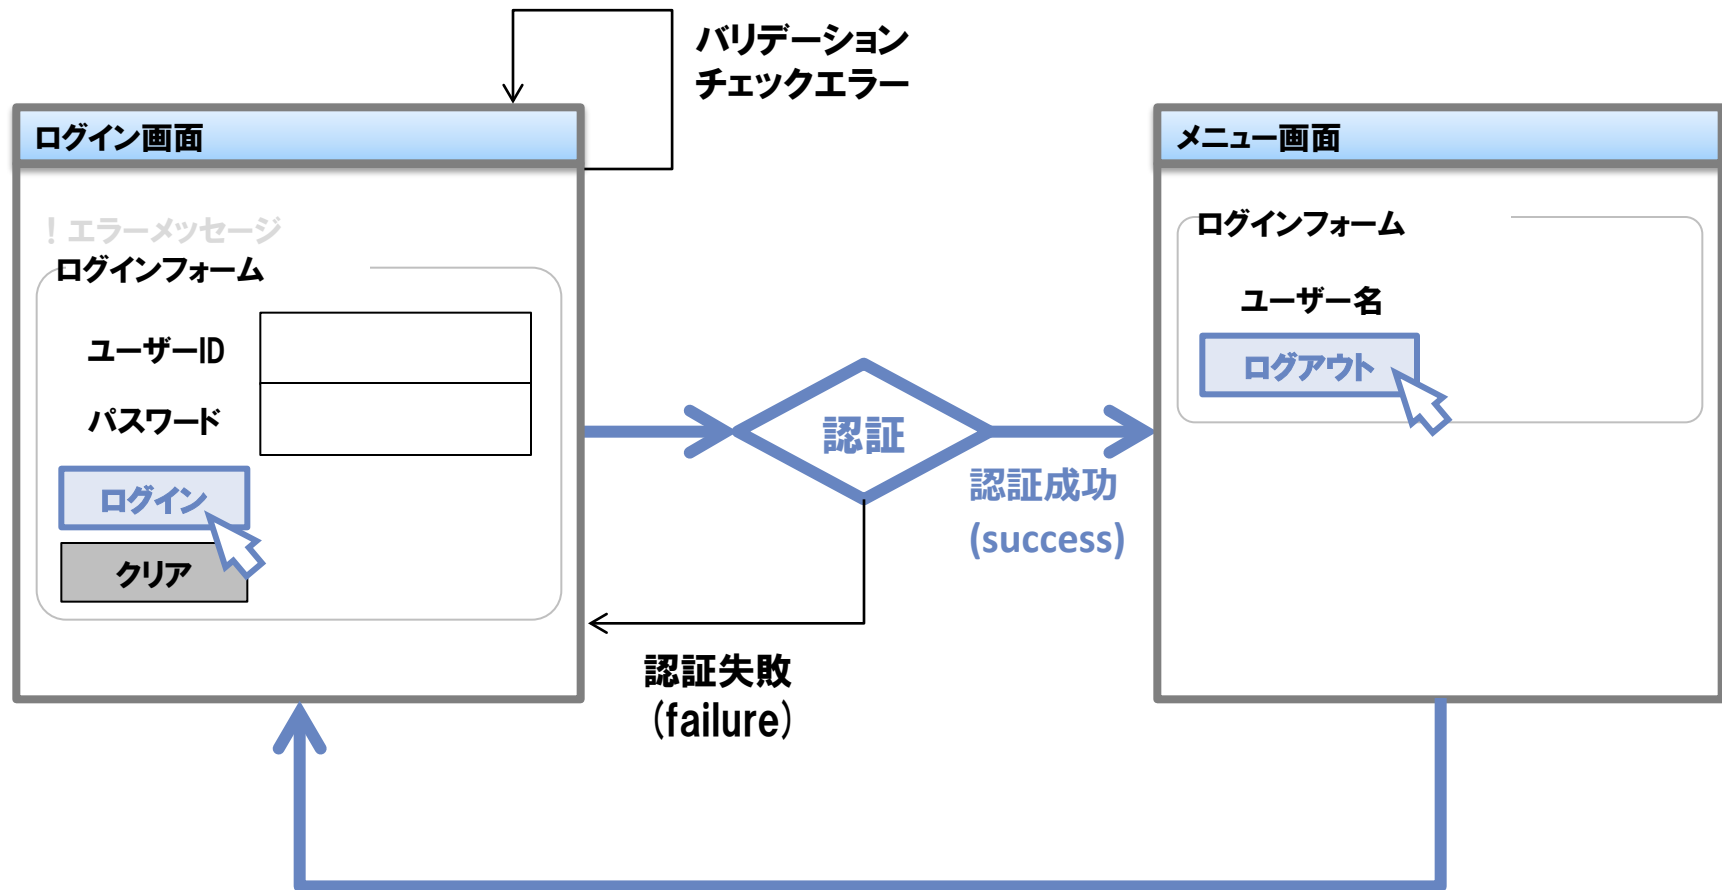 バリデーション
チェックエラー
ログイン画面
！エラーメッセージ
ログインフォーム
ユーザーID
パスワード
ログイン
クリア
認証
認証成功
(success)
認証失敗
(failure)
メニュー画面
ログインフォーム
ユーザー名
ログアウト